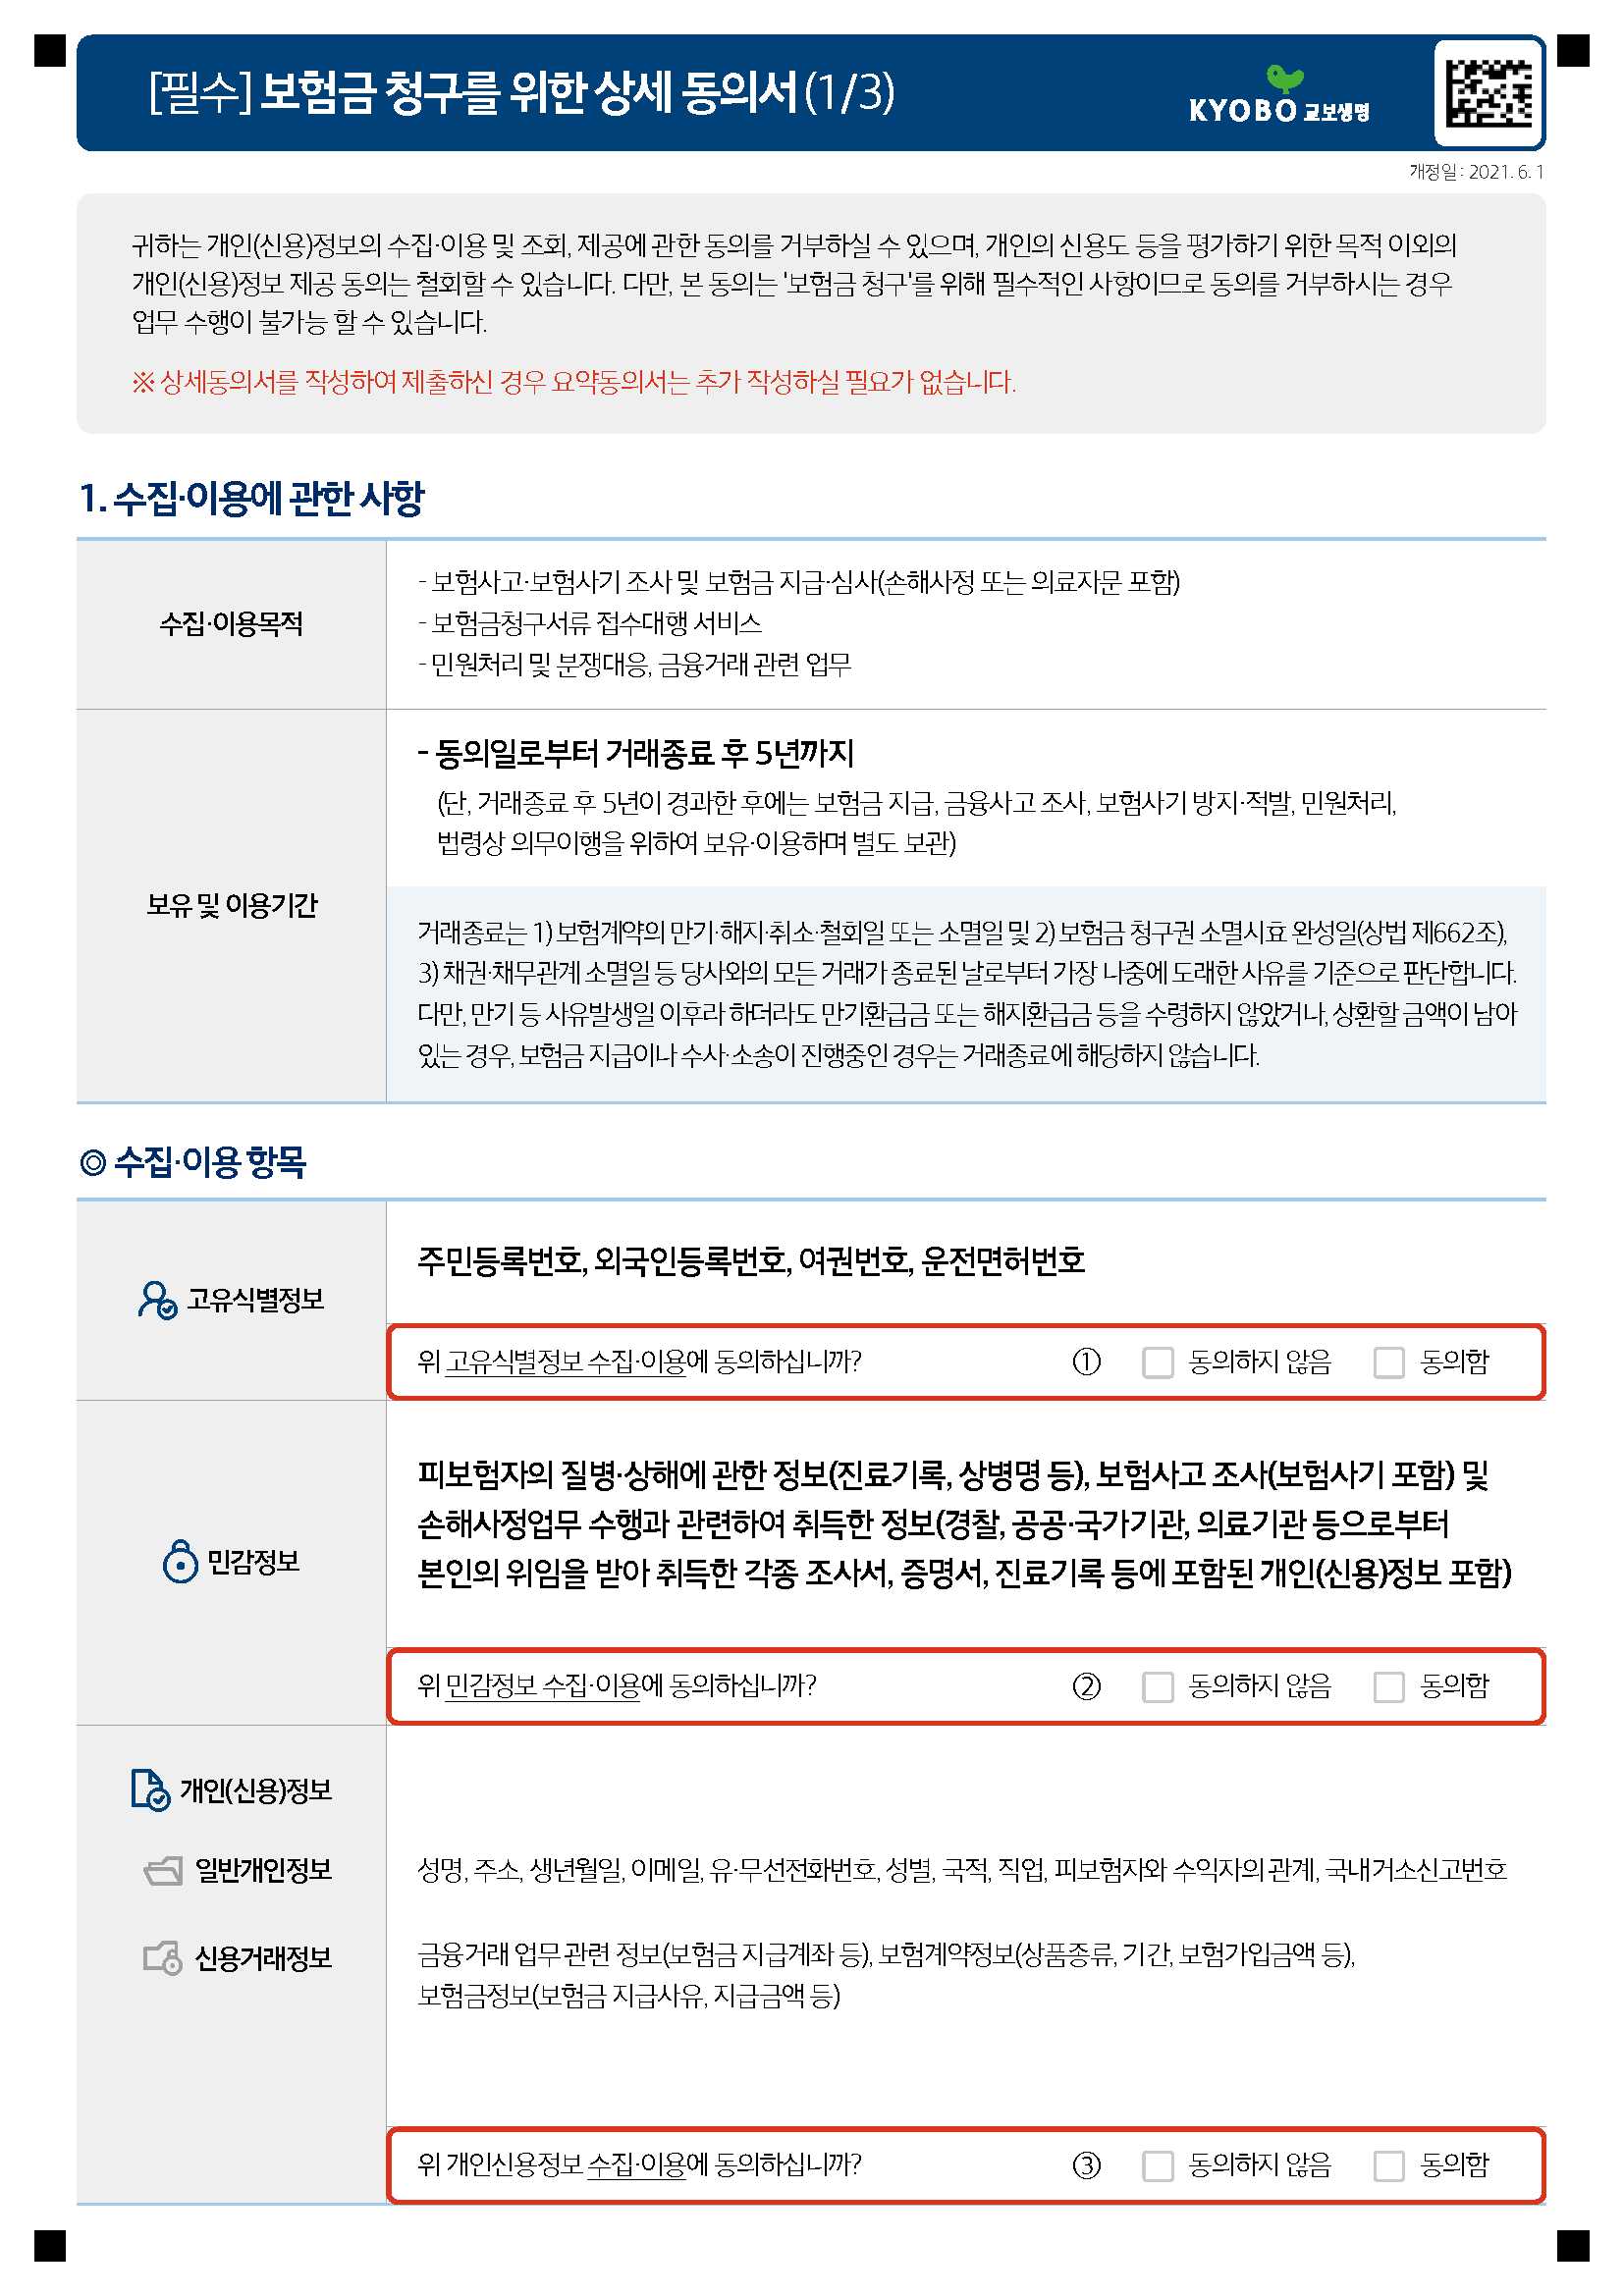 [필수] 보험금 청구를 위한 상세 동의서 (1/3)
KYOBO 교보생명
개정일 : 2021. 6. 1
귀하는 개인(신용)정보의 수집·이용 및 조회, 제공에 관한 동의를 거부하실 수 있으며, 개인의 신용도 등을 평가하기 위한 목적 이외의
개인(신용)정보 제공 동의는 철회할 수 있습니다. 다만, 본 동의는 '보험금 청구'를 위해 필수적인 사항이므로 동의를 거부하시는 경우
업무 수행이 불가능 할 수 있습니다.
※ 상세동의서를 작성하여 제출하신 경우 요약동의서는 추가 작성하실 필요가 없습니다.
1. 수집·이용에 관한 사항
수집·이용목적
- 보험사고·보험사기 조사 및 보험금 지급·심사(손해사정 또는 의료자문 포함)
- 보험금청구서류 접수대행 서비스
- 민원처리 및 분쟁대응, 금융거래 관련 업무
보유 및 이용기간
- 동의일로부터 거래종료 후 5년까지
(단, 거래종료 후 5년이 경과한 후에는 보험금 지급, 금융사고 조사, 보험사기 방지·적발, 민원처리,
법령상 의무이행을 위하여 보유·이용하며 별도 보관)
거래종료는 1) 보험계약의 만기·해지·취소·철회일 또는 소멸일 및 2) 보험금 청구권 소멸시효 완성일(상법 제662조),
3) 채권·채무관계 소멸일 등 당사와의 모든 거래가 종료된 날로부터 가장 나중에 도래한 사유를 기준으로 판단합니다.
다만, 만기 등 사유발생일 이후라 하더라도 만기환급금 또는 해지환급금 등을 수령하지 않았거나, 상환할 금액이 남아
있는 경우, 보험금 지급이나 수사·소송이 진행중인 경우는 거래종료에 해당하지 않습니다.
◎ 수집·이용 항목
고유식별정보
주민등록번호, 외국인등록번호, 여권번호, 운전면허번호
위 고유식별정보 수집·이용에 동의하십니까? ① 동의하지 않음 동의함
민감정보
피보험자의 질병·상해에 관한 정보(진료기록, 상병명 등), 보험사고 조사(보험사기 포함) 및
손해사정업무 수행과 관련하여 취득한 정보(경찰, 공공·국가기관, 의료기관 등으로부터
본인의 위임을 받아 취득한 각종 조사서, 증명서, 진료기록 등에 포함된 개인(신용)정보 포함)
위 민감정보 수집·이용에 동의하십니까? ② 동의하지 않음 동의함
개인(신용)정보
일반개인정보
성명, 주소, 생년월일, 이메일, 유·무선전화번호, 성별, 국적, 직업, 피보험자와 수익자의 관계, 국내거소신고번호
신용거래정보
금융거래 업무 관련 정보(보험금 지급계좌 등), 보험계약정보(상품종류, 기간, 보험가입금액 등),
보험금정보(보험금 지급사유, 지급금액 등)
위 개인신용정보 수집·이용에 동의하십니까? ③ 동의하지 않음 동의함